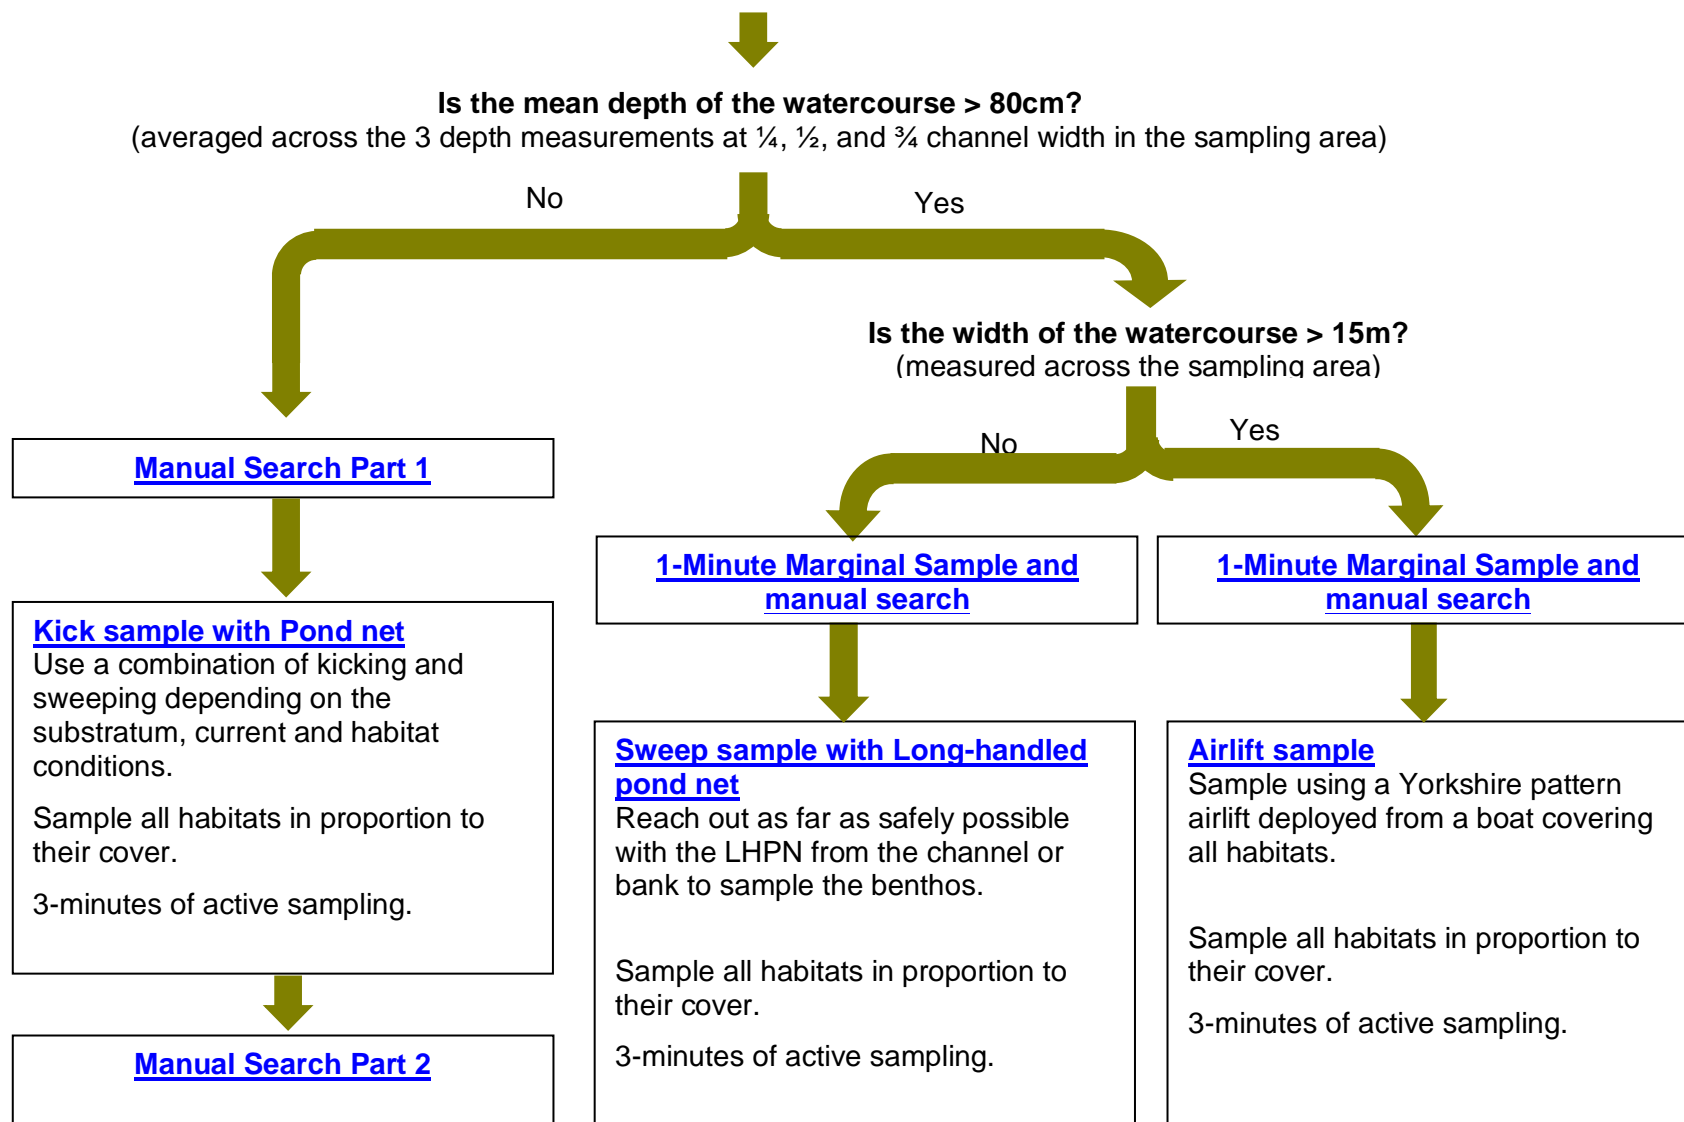 Is the mean depth of the watercourse > 80cm?
(averaged across the 3 depth measurements at ¼, ½, and ¾ channel width in the sampling area)
No
Yes
Is the width of the watercourse > 15m?
(measured across the sampling area)
No
Yes
Manual Search Part 1
Kick sample with Pond net
Use a combination of kicking and
sweeping depending on the
substratum, current and habitat
conditions.
Sample all habitats in proportion to
their cover.
3-minutes of active sampling.
Manual Search Part 2
1-Minute Marginal Sample and
manual search
Sweep sample with Long-handled
pond net
Reach out as far as safely possible
with the LHPN from the channel or
bank to sample the benthos.
Sample all habitats in proportion to
their cover.
3-minutes of active sampling.
1-Minute Marginal Sample and
manual search
Airlift sample
Sample using a Yorkshire pattern
airlift deployed from a boat covering
all habitats.
Sample all habitats in proportion to
their cover.
3-minutes of active sampling.